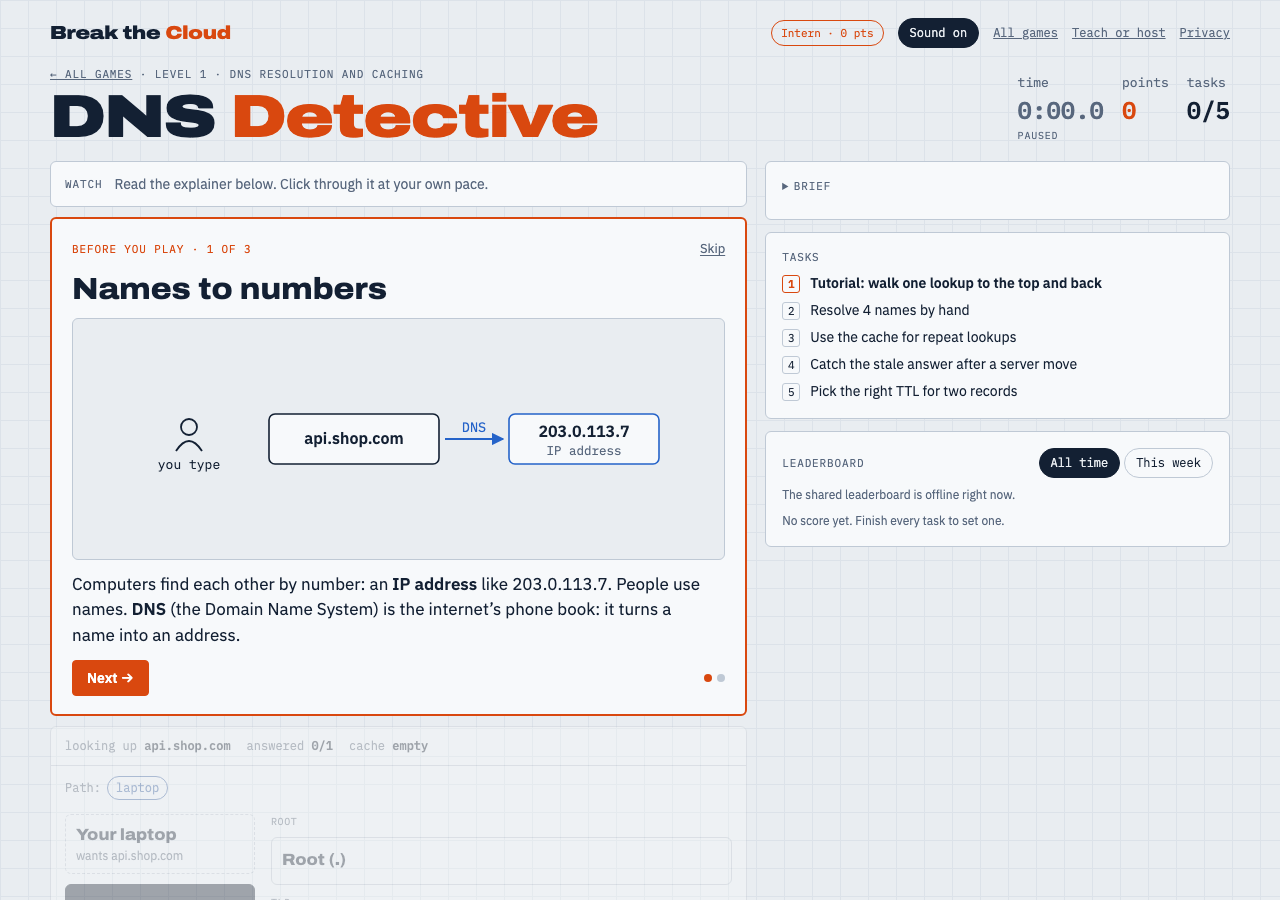 Break the Cloud
Intern · 0 pts
Sound on
All games
Teach or host
Privacy
← ALL GAMES · LEVEL 1 · DNS RESOLUTION AND CACHING
DNS Detective
time
0:00.0
PAUSED
points
0
tasks
0/5
WATCH Read the explainer below. Click through it at your own pace.
BEFORE YOU PLAY · 1 OF 3
Skip
Names to numbers
you type
api.shop.com
DNS
203.0.113.7
IP address
Computers find each other by number: an IP address like 203.0.113.7. People use
names. DNS (the Domain Name System) is the internet’s phone book: it turns a
name into an address.
Next →
looking up api.shop.com answered 0/1 cache empty
Path: laptop
Your laptop
wants api.shop.com
ROOT
Root (.)
▶ BRIEF
TASKS
1 Tutorial: walk one lookup to the top and back
2 Resolve 4 names by hand
3 Use the cache for repeat lookups
4 Catch the stale answer after a server move
5 Pick the right TTL for two records
LEADERBOARD
All time
This week
The shared leaderboard is offline right now.
No score yet. Finish every task to set one.